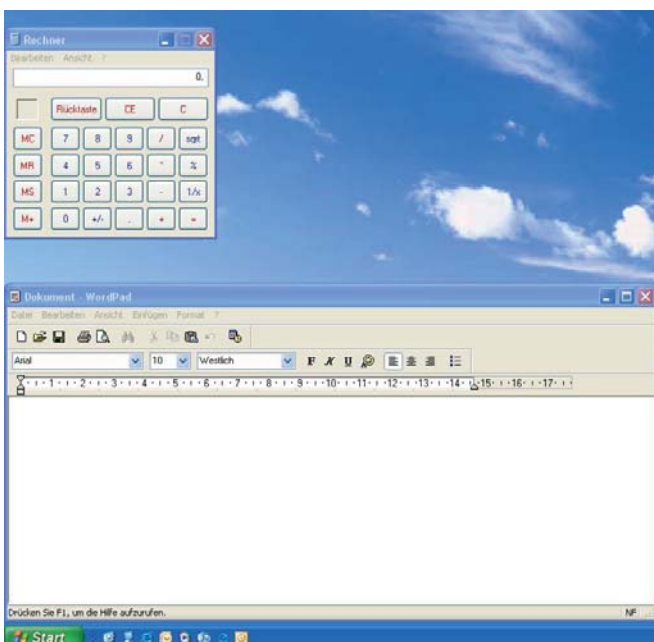 Rechner
Bearbeiten Ansicht ?
0.
Rücktaste CE C
MC 7 8 9 / sqrt
MR 4 5 6 * %
MS 1 2 3 - 1/x
M+ 0 +/- . + =
Dokument - WordPad
Datei Bearbeiten Ansicht Einfügen Format ?
Arial 10 Westlich F K U
1 2 3 4 5 6 7 8 9 10 11 12 13 14 15 16 17
Drücken Sie F1, um die Hilfe aufzurufen. NF
Start